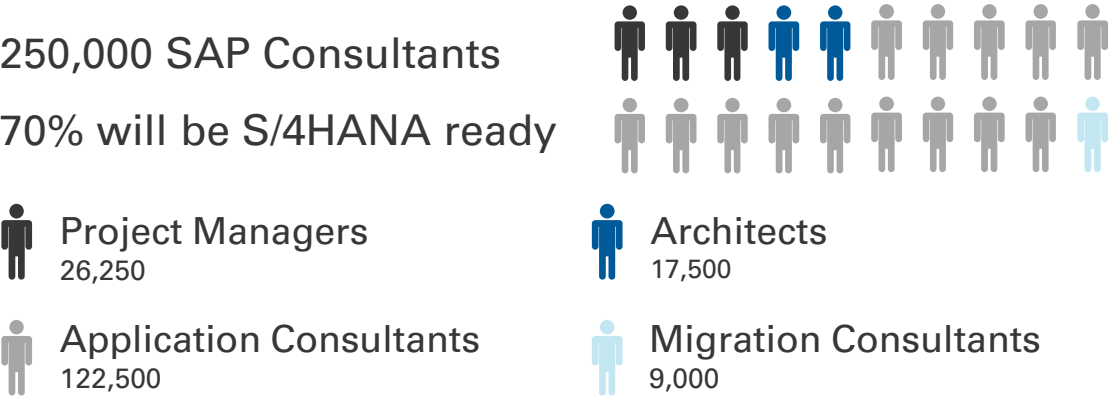 250,000 SAP Consultants
70% will be S/4HANA ready
Project Managers
26,250
Architects
17,500
Application Consultants
122,500
Migration Consultants
9,000